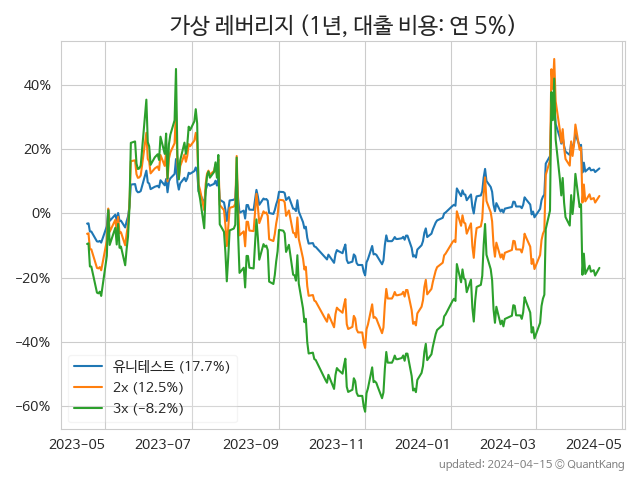 가상 레버리지 (1년, 대출 비용: 연 5%)
40%
20%
0%
−20%
−40%
−60%
유니테스트 (17.7%)
2x (12.5%)
3x (−8.2%)
2023-05 2023-07 2023-09 2023-11 2024-01 2024-03 2024-05
updated: 2024-04-15 © QuantKang